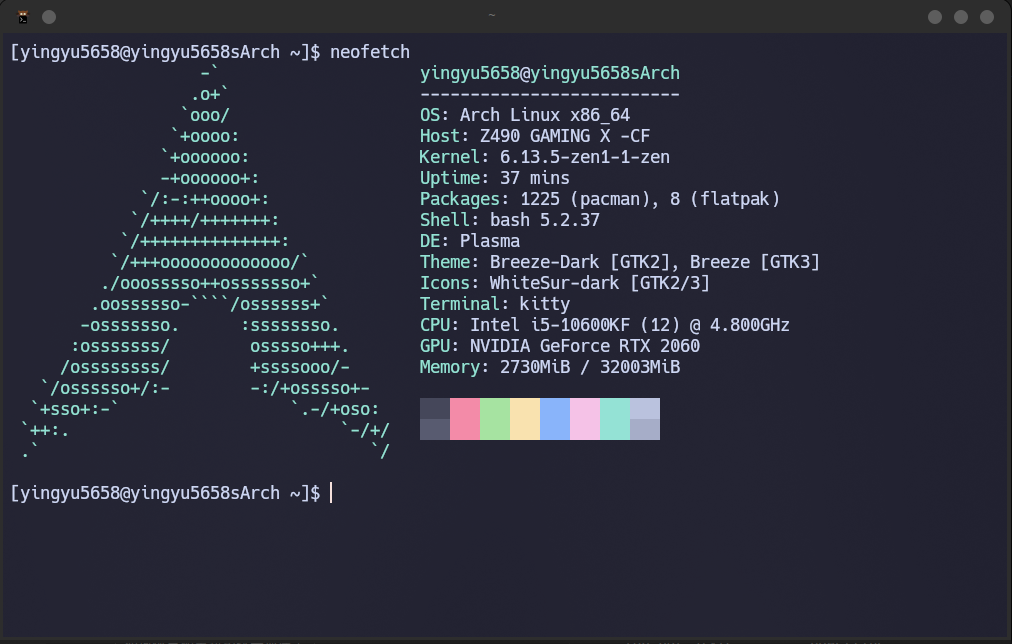 ~
[yingyu5658@yingyu5658sArch ~]$ neofetch
                   -`                    yingyu5658@yingyu5658sArch
                  .o+`                   --------------------------
                 `ooo/                   OS: Arch Linux x86_64
                `+oooo:                  Host: Z490 GAMING X -CF
               `+oooooo:                 Kernel: 6.13.5-zen1-1-zen
               -+oooooo+:                Uptime: 37 mins
             `/:-:++oooo+:               Packages: 1225 (pacman), 8 (flatpak)
            `/++++/+++++++:              Shell: bash 5.2.37
           `/++++++++++++++:             DE: Plasma
          `/+++ooooooooooooo/`           Theme: Breeze-Dark [GTK2], Breeze [GTK3]
         ./ooosssso++osssssso+`          Icons: WhiteSur-dark [GTK2/3]
        .oossssso-````/ossssss+`         Terminal: kitty
       -osssssso.      :ssssssso.        CPU: Intel i5-10600KF (12) @ 4.800GHz
      :osssssss/        osssso+++.       GPU: NVIDIA GeForce RTX 2060
     /ossssssss/        +ssssooo/-       Memory: 2730MiB / 32003MiB
   `/ossssso+/:-        -:/+osssso+-
  `+sso+:-`                 `.-/+oso:
 `++:.                           `-/+/
 .`                                 `/
[yingyu5658@yingyu5658sArch ~]$